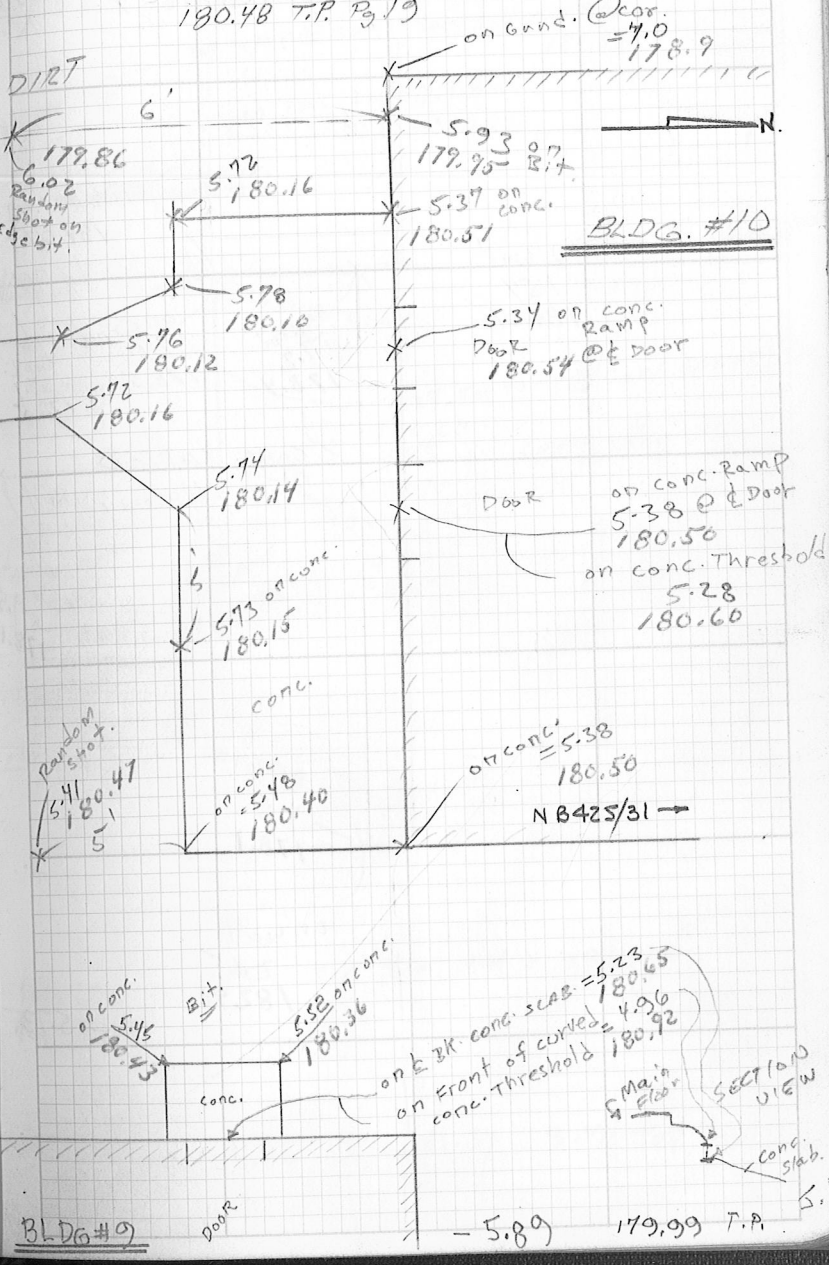 180.48 T.P. Pg 19
on Gund. @ cor.
= 7.0
178.9
DIRT
6'
179.86
6.02
Random
shot on
Edge bit.
5.93 on
179.95 Bit.
N.
5.72
180.16
5.37 on
conc.
180.51
BLDG. #10
5.78
180.10
5.76
180.12
5.34 on conc.
Ramp
DOOR
180.54 @ ℄ Door
5.72
180.16
5.74
180.14
DOOR
on conc. Ramp
5.38 @ ℄ Door
180.50
on conc. Threshold
5.28
180.60
5.73 on conc.
180.15
conc.
Random
shot.
5.41
180.47
5'
on conc.
=5.48
180.40
on conc.
=5.38
180.50
NB425/31 →
on conc.
5.45
180.43
Bit.
5.52 on conc.
180.36
conc.
on ℄ BK. conc. SLAB. =5.23
180.65
on Front of curved = 4.96
conc. Threshold 180.92
℄ Main
Floor
SECTION
VIEW
Conc.
Slab.
5.
BLDG #9
DOOR
-5.89 179.99 T.P.